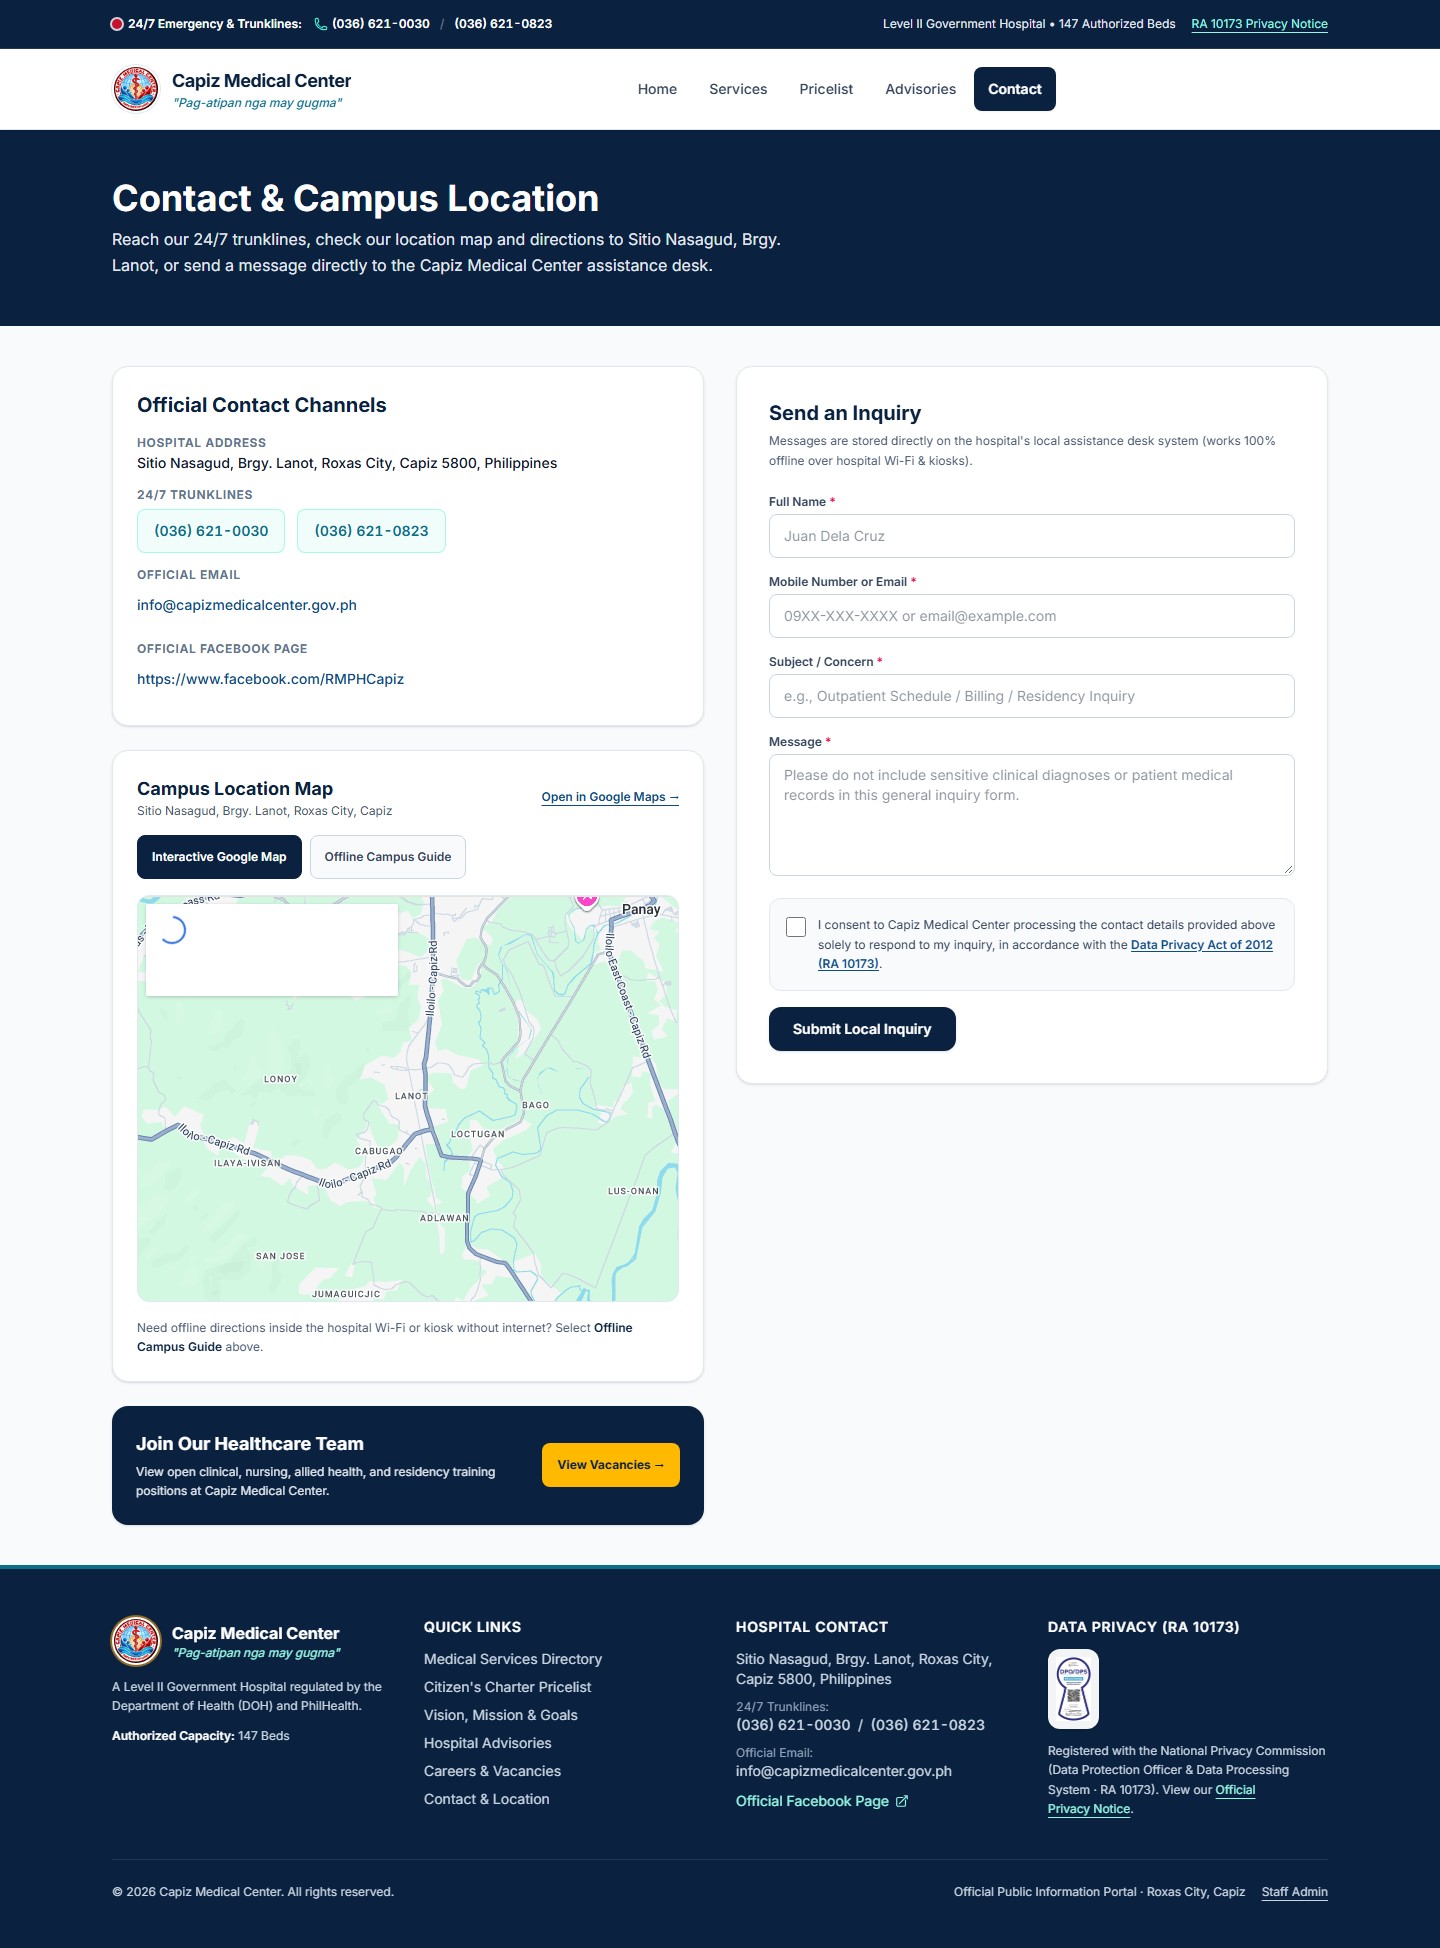 24/7 Emergency & Trunklines: (036) 621-0030 / (036) 621-0823
Level II Government Hospital • 147 Authorized Beds RA 10173 Privacy Notice
Capiz Medical Center
"Pag-atipan nga may gugma"
Home Services Pricelist Advisories Contact
Contact & Campus Location
Reach our 24/7 trunklines, check our location map and directions to Sitio Nasagud, Brgy.
Lanot, or send a message directly to the Capiz Medical Center assistance desk.
Official Contact Channels
HOSPITAL ADDRESS
Sitio Nasagud, Brgy. Lanot, Roxas City, Capiz 5800, Philippines
24/7 TRUNKLINES
(036) 621-0030 (036) 621-0823
OFFICIAL EMAIL
info@capizmedicalcenter.gov.ph
OFFICIAL FACEBOOK PAGE
https://www.facebook.com/RMPHCapiz
Campus Location Map
Sitio Nasagud, Brgy. Lanot, Roxas City, Capiz
Open in Google Maps →
Interactive Google Map Offline Campus Guide
Panay
Iloilo - Capiz Rd
Iloilo East Coast - Capiz Rd
LONOY
LANOT
BAGO
LOCTUGAN
Iloilo - Capiz Rd
CABUGAO
ILAYA-IVISAN
Iloilo - Capiz Rd
LUS-ONAN
ADLAWAN
SAN JOSE
JUMAGUICJIC
Need offline directions inside the hospital Wi-Fi or kiosk without internet? Select Offline
Campus Guide above.
Join Our Healthcare Team
View open clinical, nursing, allied health, and residency training
positions at Capiz Medical Center.
View Vacancies →
Send an Inquiry
Messages are stored directly on the hospital's local assistance desk system (works 100%
offline over hospital Wi-Fi & kiosks).
Full Name *
Juan Dela Cruz
Mobile Number or Email *
09XX-XXX-XXXX or email@example.com
Subject / Concern *
e.g., Outpatient Schedule / Billing / Residency Inquiry
Message *
Please do not include sensitive clinical diagnoses or patient medical
records in this general inquiry form.
I consent to Capiz Medical Center processing the contact details provided above
solely to respond to my inquiry, in accordance with the Data Privacy Act of 2012
(RA 10173).
Submit Local Inquiry
Capiz Medical Center
"Pag-atipan nga may gugma"
A Level II Government Hospital regulated by the
Department of Health (DOH) and PhilHealth.
Authorized Capacity: 147 Beds
QUICK LINKS
Medical Services Directory
Citizen's Charter Pricelist
Vision, Mission & Goals
Hospital Advisories
Careers & Vacancies
Contact & Location
HOSPITAL CONTACT
Sitio Nasagud, Brgy. Lanot, Roxas City,
Capiz 5800, Philippines
24/7 Trunklines:
(036) 621-0030 / (036) 621-0823
Official Email:
info@capizmedicalcenter.gov.ph
Official Facebook Page
DATA PRIVACY (RA 10173)
DPO/DPS
Registered with the National Privacy Commission
(Data Protection Officer & Data Processing
System · RA 10173). View our Official
Privacy Notice.
© 2026 Capiz Medical Center. All rights reserved.
Official Public Information Portal · Roxas City, Capiz Staff Admin